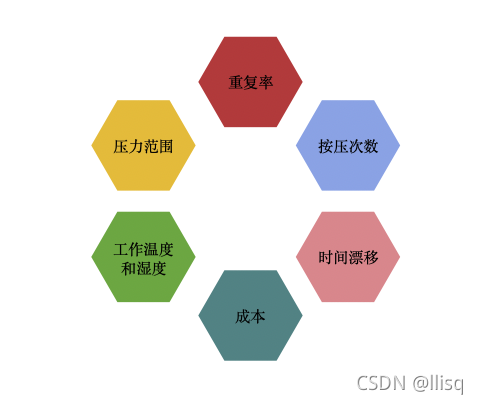 重复率
压力范围
按压次数
工作温度
和湿度
时间漂移
成本
CSDN @llisq